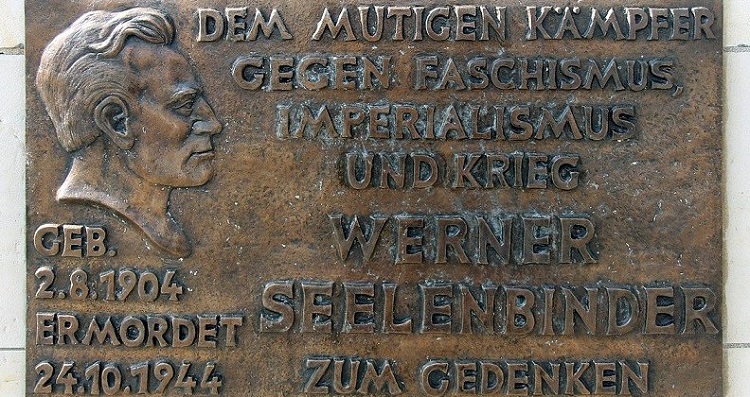 DEM MUTIGEN KÄMPFER
GEGEN FASCHISMUS,
IMPERIALISMUS
UND KRIEG
WERNER
SEELENBINDER
ZUM GEDENKEN
GEB.
2.8.1904
ERMORDET
24.10.1944